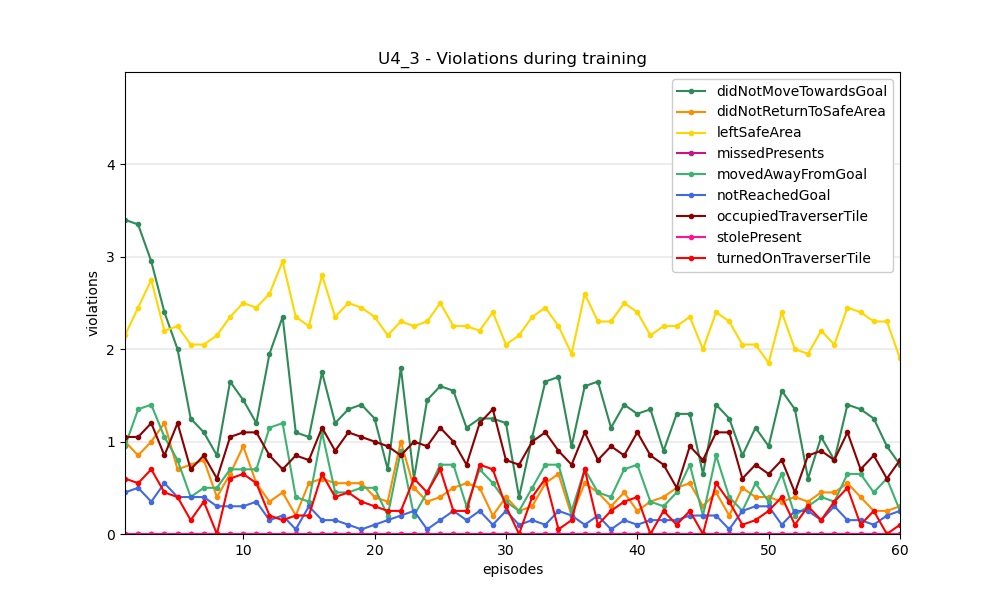 U4_3 - Violations during training
didNotMoveTowardsGoal
didNotReturnToSafeArea
leftSafeArea
missedPresents
movedAwayFromGoal
notReachedGoal
occupiedTraverserTile
stolePresent
turnedOnTraverserTile
violations
4
3
2
1
0
10
20
30
40
50
60
episodes